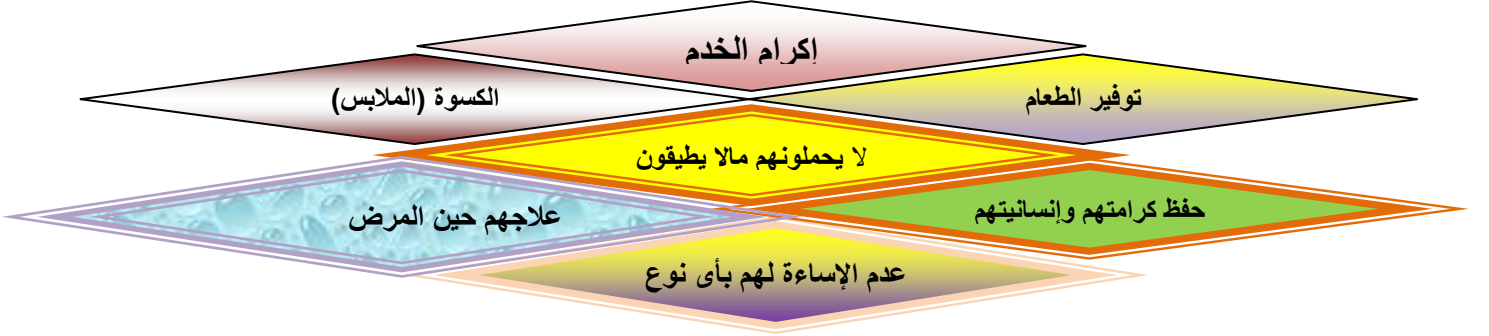 إكرام الخدم
توفير الطعام
الكسوة (الملابس)
لا يحملونهم مالا يطيقون
حفظ كرامتهم وإنسانيتهم
علاجهم حين المرض
عدم الإساءة لهم بأى نوع